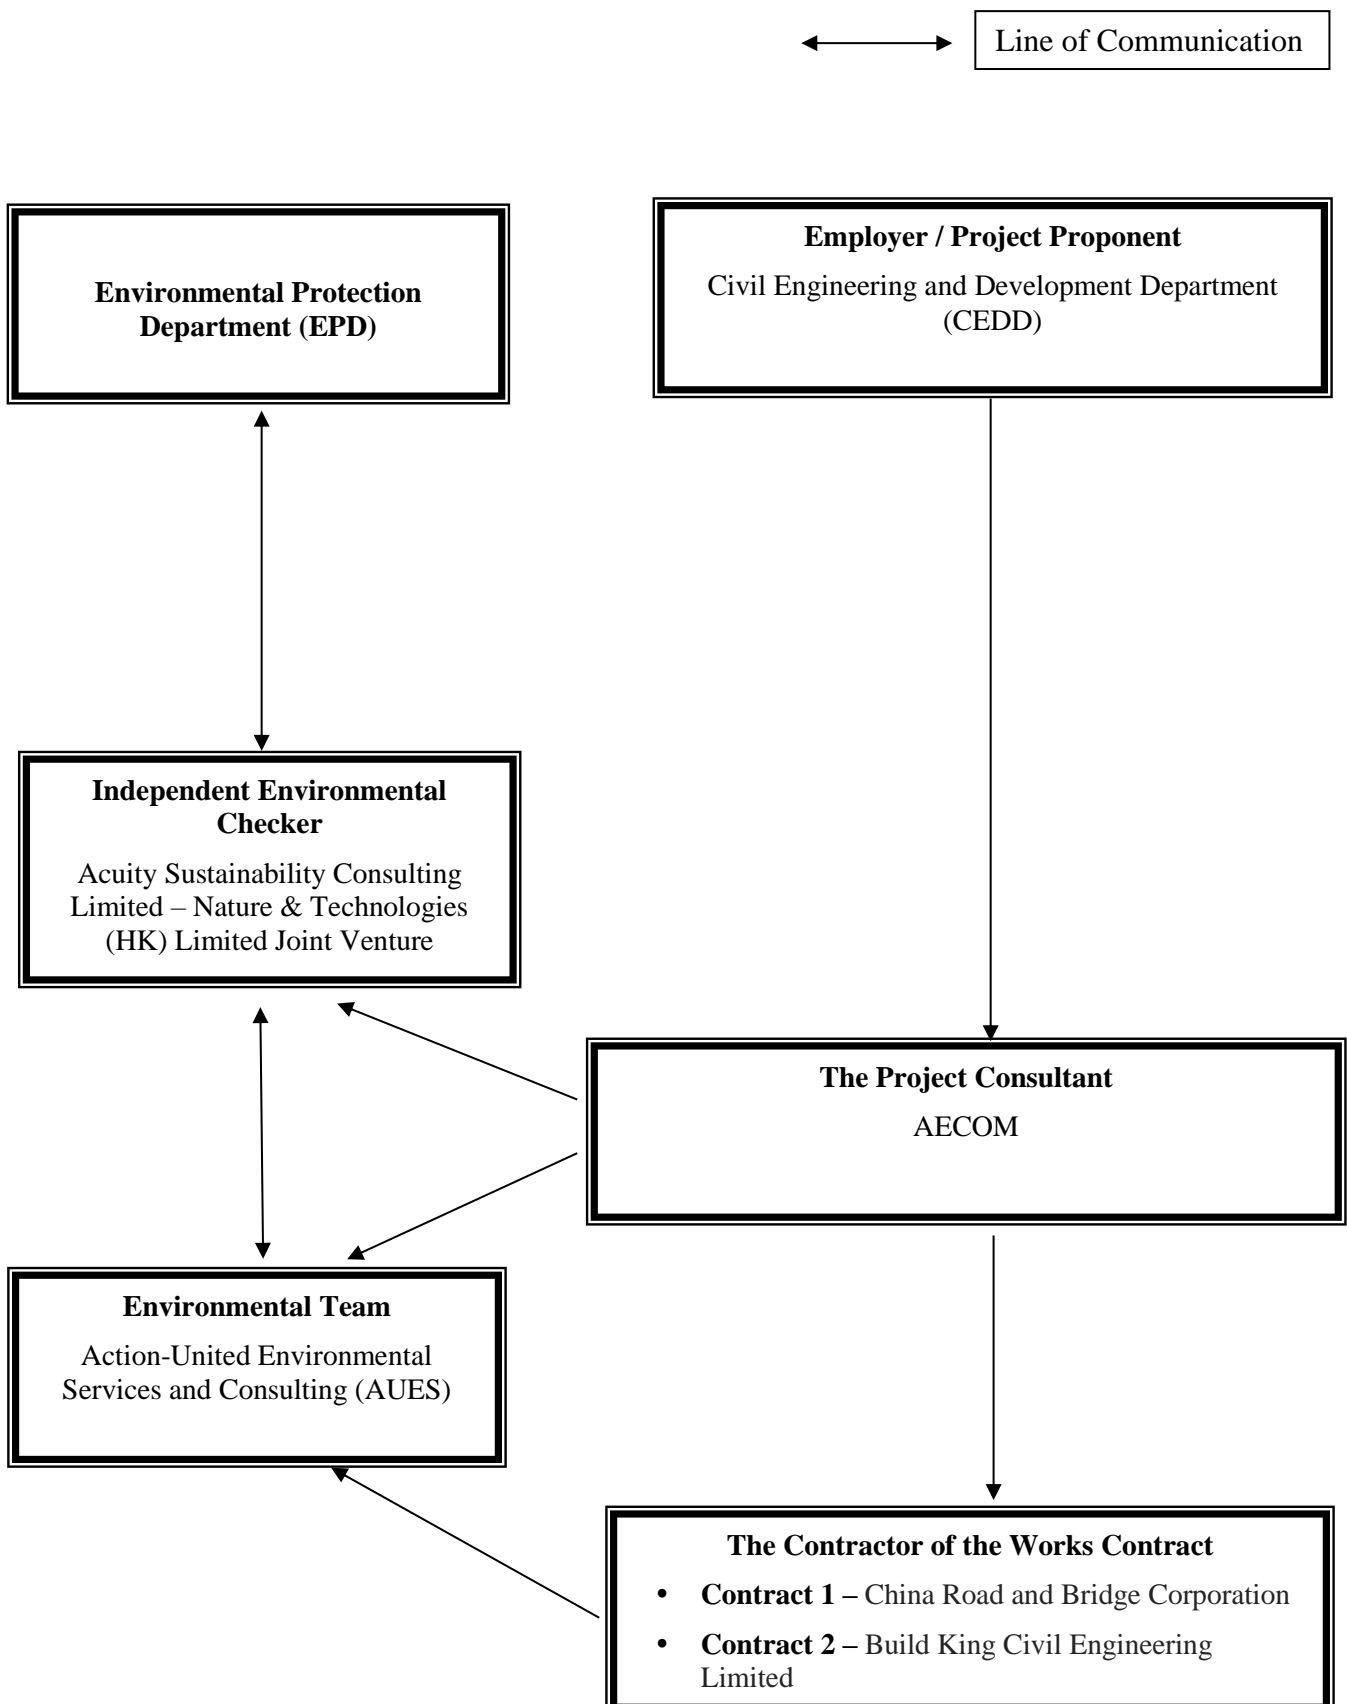 Line of Communication
Environmental Protection
Department (EPD)
Employer / Project Proponent
Civil Engineering and Development Department
(CEDD)
Independent Environmental
Checker
Acuity Sustainability Consulting
Limited – Nature & Technologies
(HK) Limited Joint Venture
The Project Consultant
AECOM
Environmental Team
Action-United Environmental
Services and Consulting (AUES)
The Contractor of the Works Contract
• Contract 1 – China Road and Bridge Corporation
• Contract 2 – Build King Civil Engineering
Limited